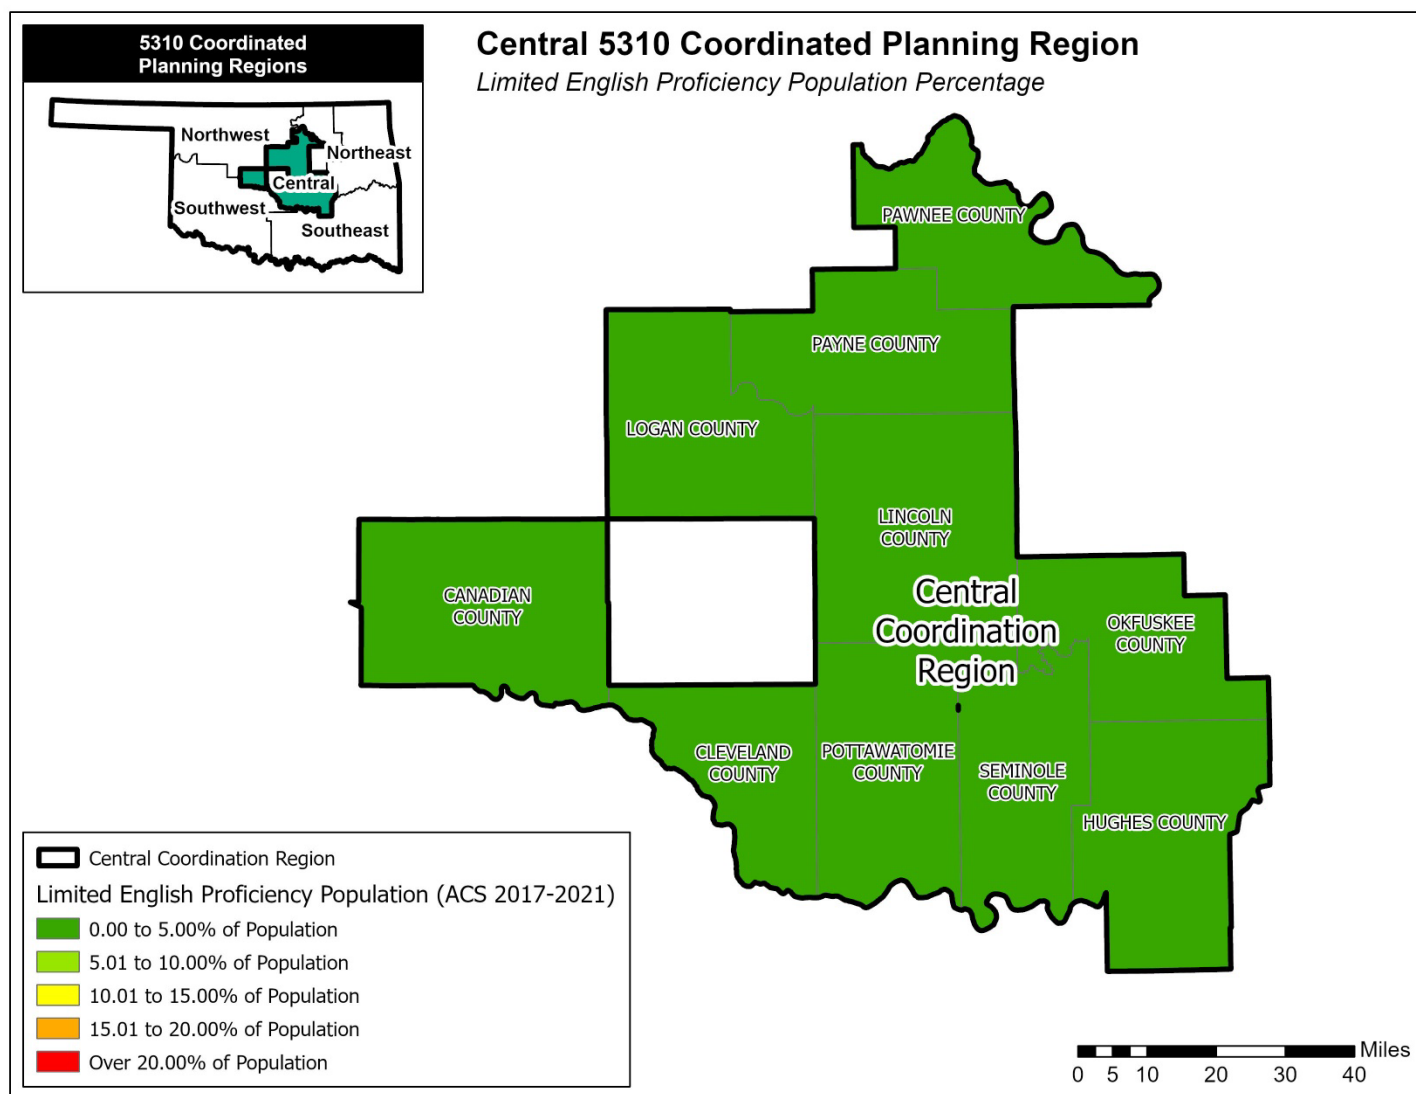 5310 Coordinated
Planning Regions
Northwest
Northeast
Central
Southwest
Southeast
Central 5310 Coordinated Planning Region
Limited English Proficiency Population Percentage
PAWNEE COUNTY
PAYNE COUNTY
LOGAN COUNTY
LINCOLN
COUNTY
CANADIAN
COUNTY
Central
Coordination
Region
OKFUSKEE
COUNTY
CLEVELAND
COUNTY
POTTAWATOMIE
COUNTY
SEMINOLE
COUNTY
HUGHES COUNTY
Central Coordination Region
Limited English Proficiency Population (ACS 2017-2021)
0.00 to 5.00% of Population
5.01 to 10.00% of Population
10.01 to 15.00% of Population
15.01 to 20.00% of Population
Over 20.00% of Population
Miles
0 5 10 20 30 40